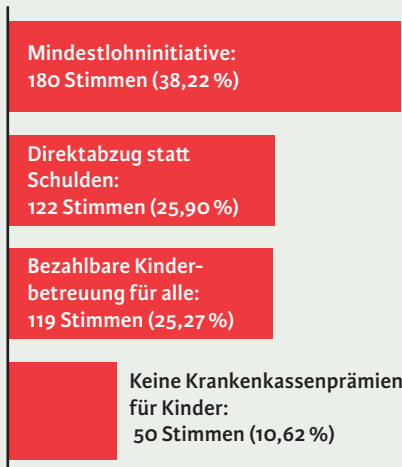 Mindestlohninitiative:
180 Stimmen (38,22 %)
Direktabzug statt
Schulden:
122 Stimmen (25,90 %)
Bezahlbare Kinder-
betreuung für alle:
119 Stimmen (25,27 %)
Keine Krankenkassenprämien
für Kinder:
50 Stimmen (10,62 %)